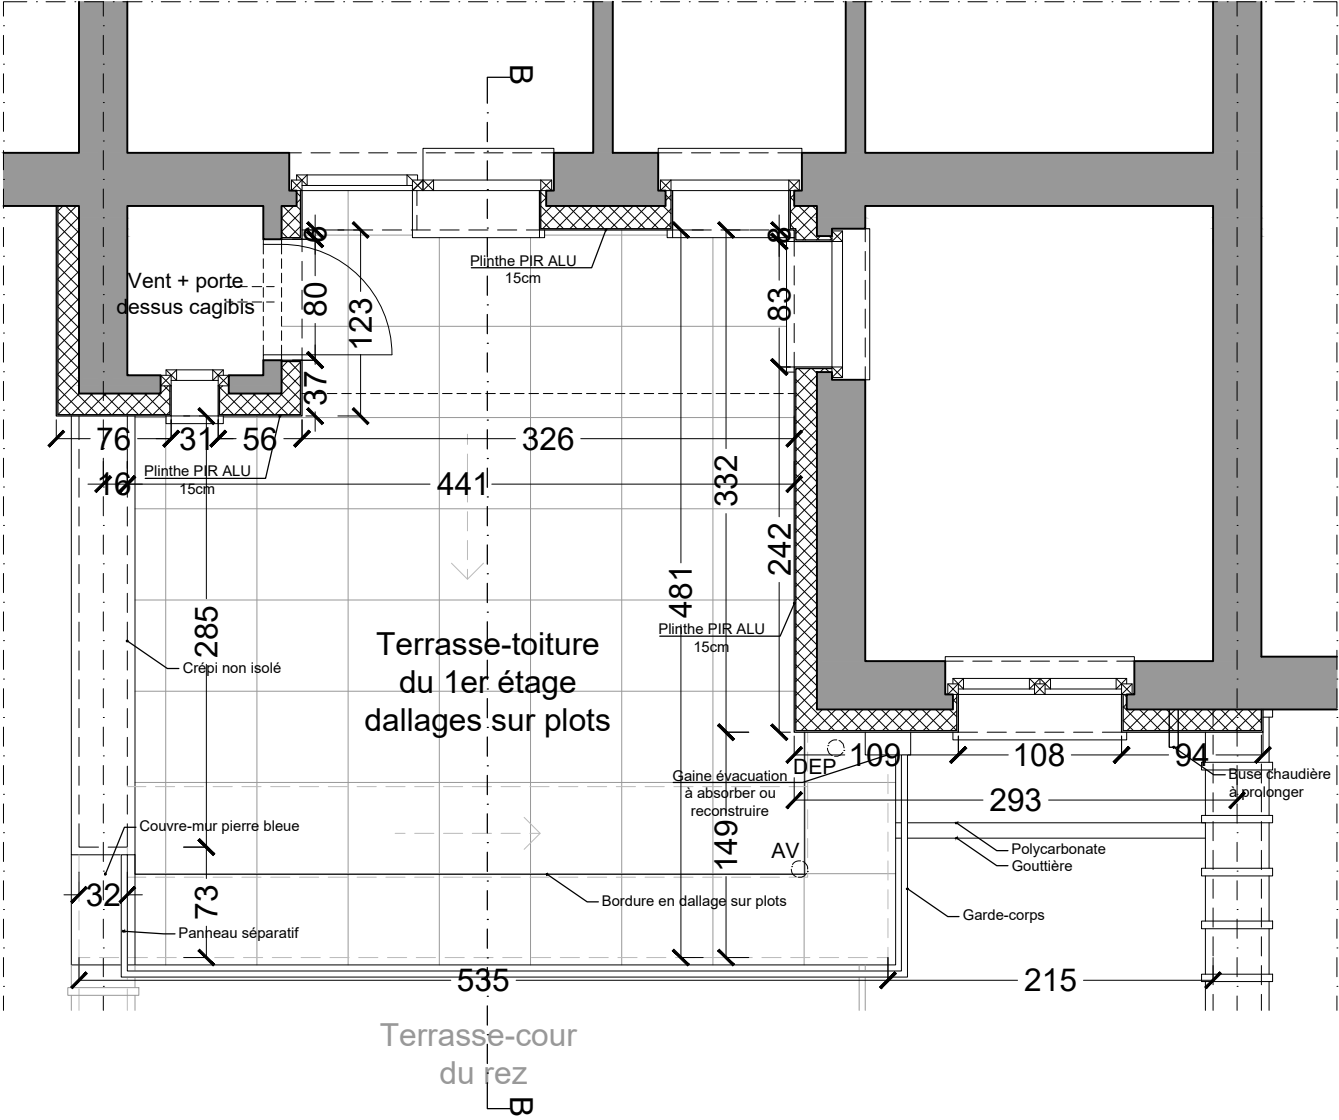 B
Vent + porte
dessus cagibis
Plinthe PIR ALU
15cm
6
80
123
37
8
83
76
31
56
326
16
Plinthe PIR ALU
15cm
441
332
242
481
285
Plinthe PIR ALU
15cm
Crépi non isolé
Terrasse-toiture
du 1er étage
dallages sur plots
109
108
94
DEP
Gaine évacuation
à absorber ou
reconstruire
Buse chaudière
à prolonger
293
Couvre-mur pierre bleue
149
AV
Polycarbonate
Gouttière
32
73
Bordure en dallage sur plots
Garde-corps
Panneau séparatif
535
215
Terrasse-cour
du rez
B